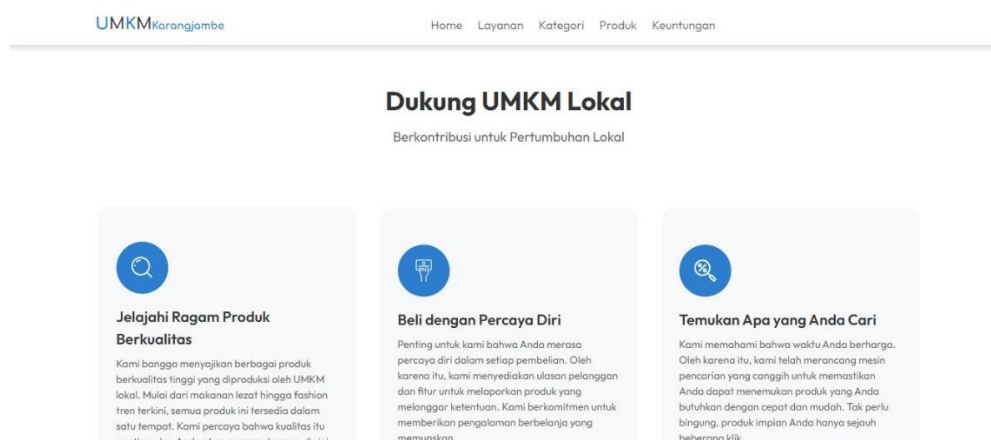 UMKMKarangjambe
Home Layanan Kategori Produk Keuntungan
Dukung UMKM Lokal
Berkontribusi untuk Pertumbuhan Lokal
Jelajahi Ragam Produk
Berkualitas
Kami bangga menyajikan berbagai produk
berkualitas tinggi yang diproduksi oleh UMKM
lokal. Mulai dari makanan lezat hingga fashion
tren terkini, semua produk ini tersedia dalam
satu tempat. Kami percaya bahwa kualitas itu
Beli dengan Percaya Diri
Penting untuk kami bahwa Anda merasa
percaya diri dalam setiap pembelian. Oleh
karena itu, kami menyediakan ulasan pelanggan
dan fitur untuk melaporkan produk yang
melanggar ketentuan. Kami berkomitmen untuk
memberikan pengalaman berbelanja yang
memuaskan
Temukan Apa yang Anda Cari
Kami memahami bahwa waktu Anda berharga.
Oleh karena itu, kami telah merancang mesin
pencarian yang canggih untuk memastikan
Anda dapat menemukan produk yang Anda
butuhkan dengan cepat dan mudah. Tak perlu
bingung, produk impian Anda hanya sejauh
beberapa klik